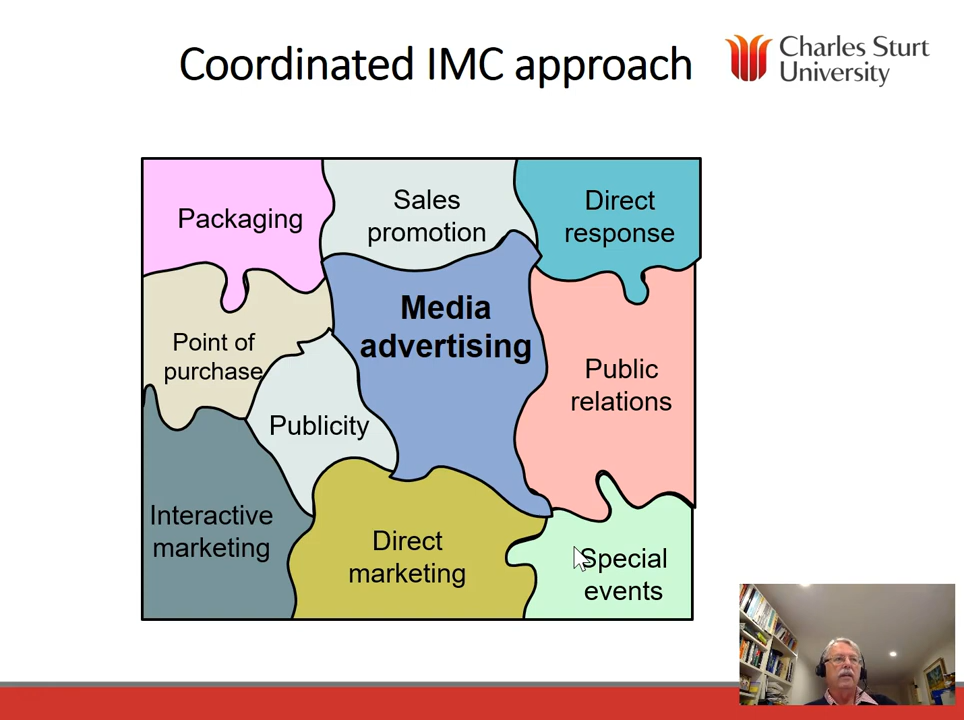 Coordinated IMC approach
Charles Sturt
University
Packaging
Sales
promotion
Direct
response
Media
advertising
Point of
purchase
Public
relations
Publicity
Interactive
marketing
Direct
marketing
Special
events